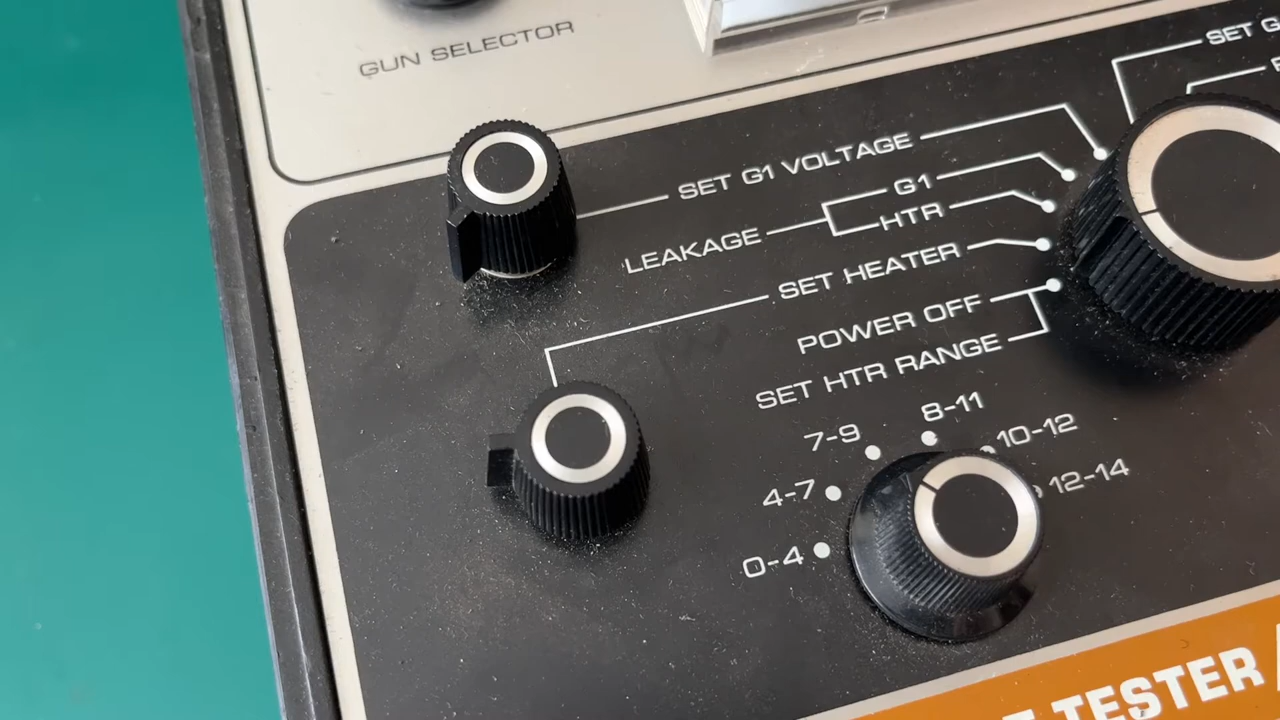 GUN SELECTOR
SET G
SET G1 VOLTAGE
G1
HTR
LEAKAGE
SET HEATER
POWER OFF
SET HTR RANGE
8-11
7-9
10-12
4-7
12-14
0-4
TESTER